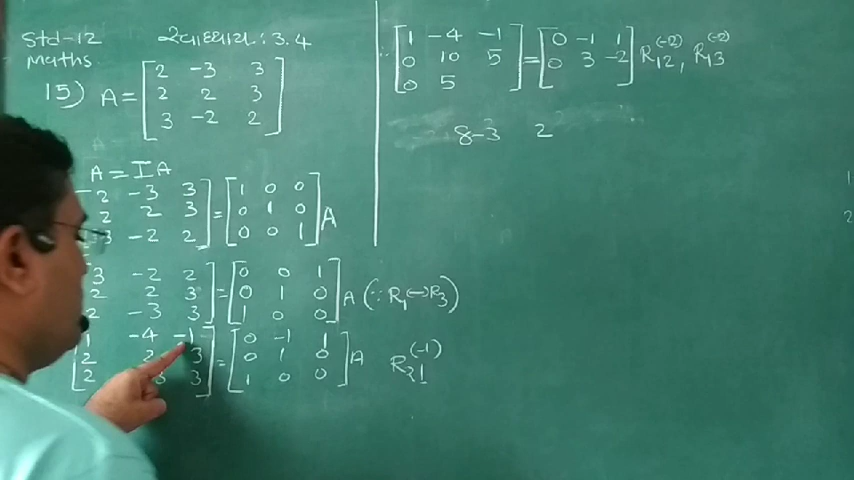 Std-12 સ્વાધ્યાય : 3.4
Maths.
15) A = [ 2 -3 3
2 2 3
3 -2 2 ]
A = IA
2 -3 3 ] = [ 1 0 0
2 2 3 ] = [ 0 1 0 ] A
3 -2 2 ] [ 0 0 1 ]
3 -2 2 ] [ 0 0 1 ]
2 2 3 ] = [ 0 1 0 ] A (∵ R₁ ↔ R₃)
2 -3 3 ] [ 1 0 0 ]
[ 1 -4 -1 ] [ 0 -1 1 ]
[ 2 2 3 ] = [ 0 1 0 ] A R₂₁⁽⁻¹⁾
[ 2 3 3 ] [ 1 0 0 ]
∴ [ 1 -4 -1 ] [ 0 -1 1 ]
[ 0 10 5 ] = [ 0 3 -2 ] R₁₂⁽⁻²⁾, R₁₃⁽⁻²⁾
[ 0 5
8-3 2